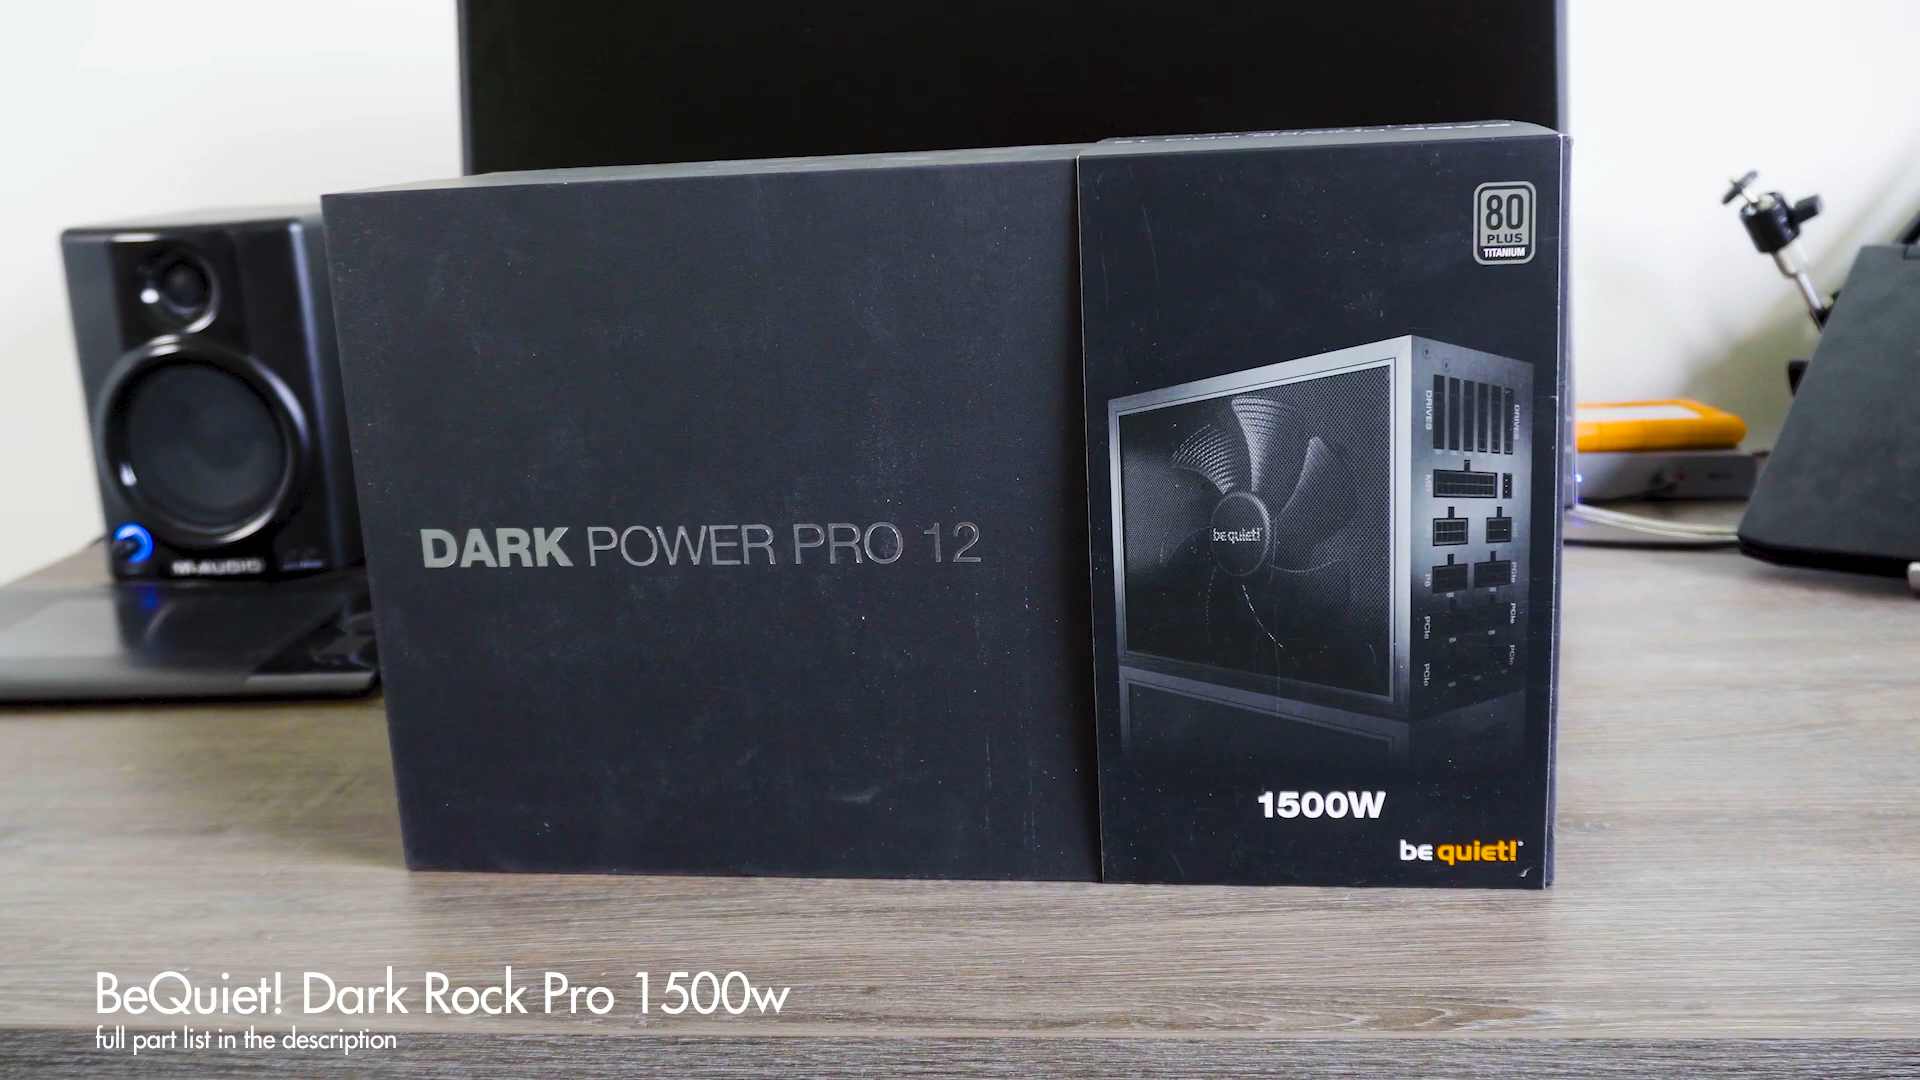 80
PLUS
TITANIUM
DRIVES
DRIVES
be quiet!
P8
PCIe
PCIe
PCIe
PCIe
DARK POWER PRO 12
M-AUDIO
1500W
be quiet!
BeQuiet! Dark Rock Pro 1500w
full part list in the description